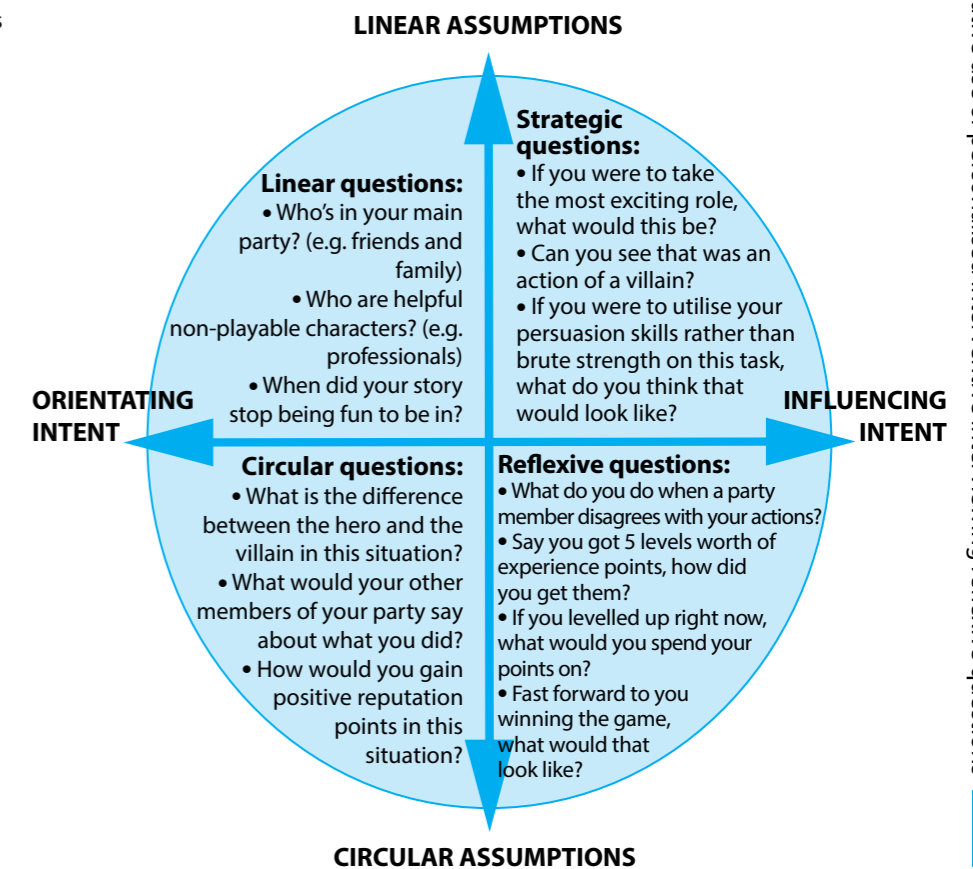 LINEAR ASSUMPTIONS
Linear questions:
• Who's in your main
party? (e.g. friends and
family)
• Who are helpful
non-playable characters? (e.g.
professionals)
• When did your story
stop being fun to be in?
Strategic
questions:
• If you were to take
the most exciting role,
what would this be?
• Can you see that was an
action of a villain?
• If you were to utilise your
persuasion skills rather than
brute strength on this task,
what do you think that
would look like?
ORIENTATING
INTENT
INFLUENCING
INTENT
Circular questions:
• What is the difference
between the hero and the
villain in this situation?
• What would your other
members of your party say
about what you did?
• How would you gain
positive reputation
points in this
situation?
Reflexive questions:
• What do you do when a party
member disagrees with your actions?
• Say you got 5 levels worth of
experience points, how did
you get them?
• If you levelled up right now,
what would you spend your
points on?
• Fast forward to you
winning the game,
what would that
look like?
CIRCULAR ASSUMPTIONS